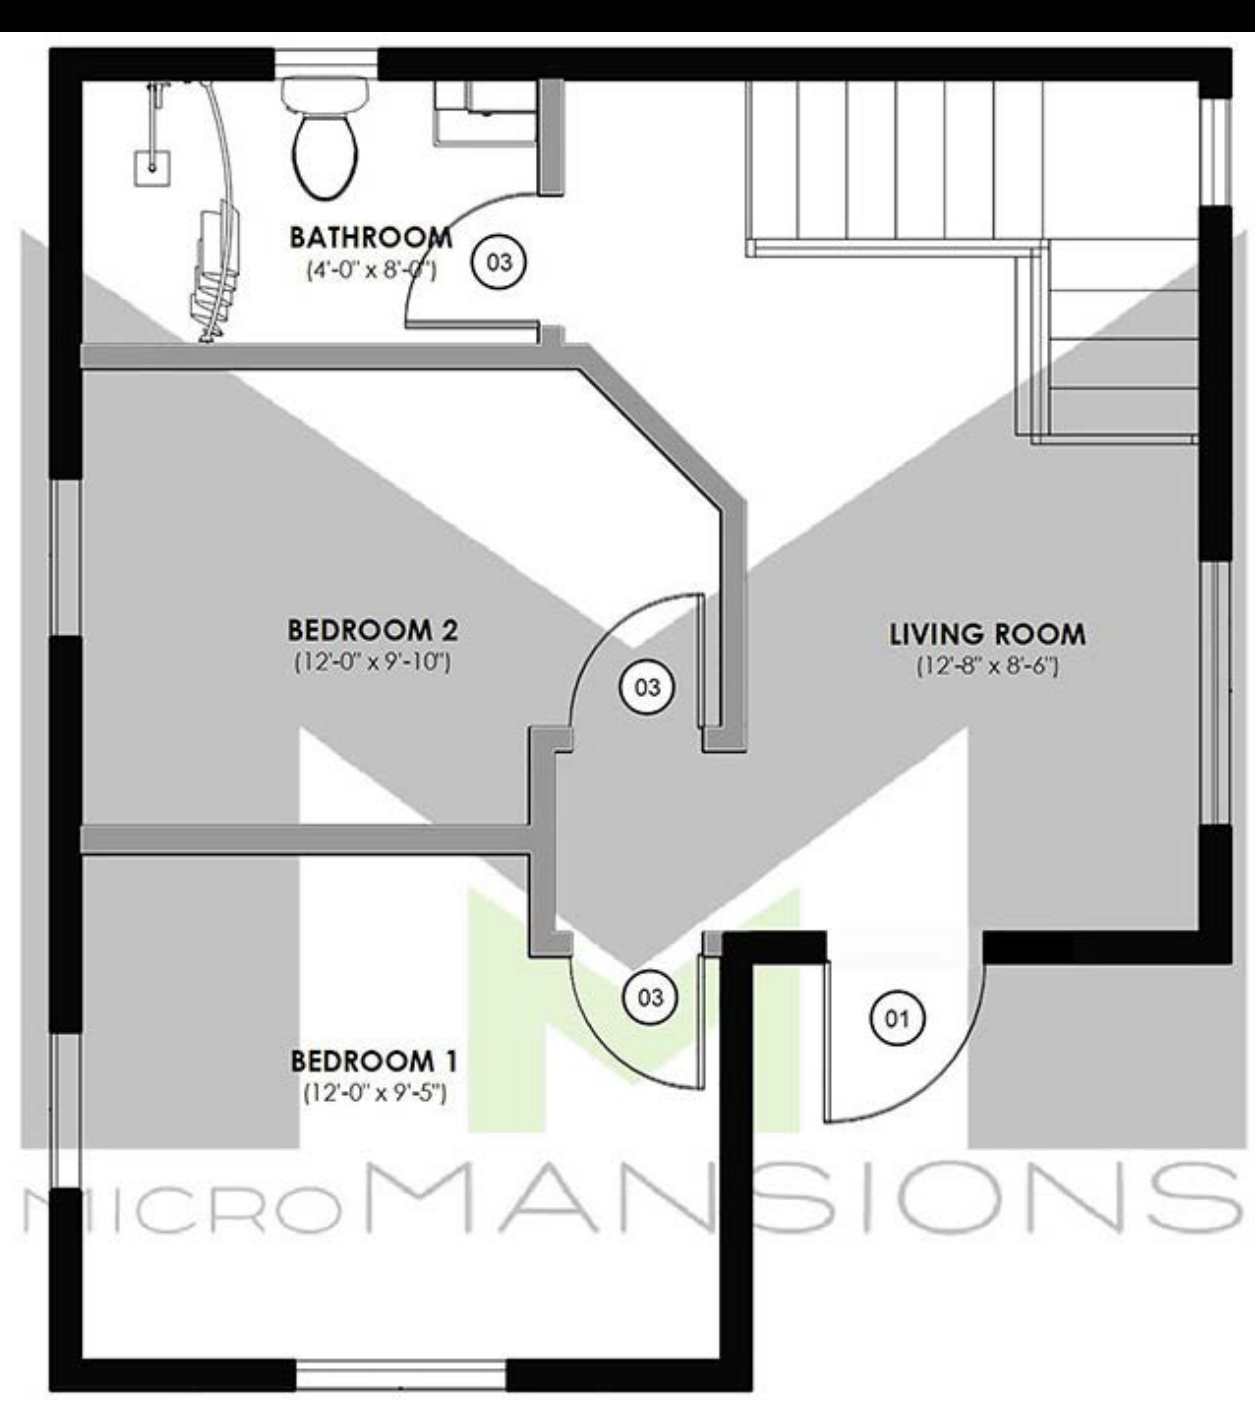 BATHROOM
(4'-0" x 8'-0")
03
BEDROOM 2
(12'-0" x 9'-10")
03
LIVING ROOM
(12'-8" x 8'-6")
03
01
BEDROOM 1
(12'-0" x 9'-5")
MICROMANSIONS